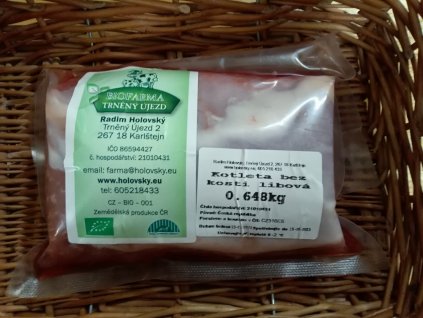 BIOFARMA
TRNĚNÝ ÚJEZD
Radim Holovský
Trněný Újezd 2
267 18 Karlštejn
IČO 86594427
č. hospodářství: 21010431
email: farma@holovsky.eu
www.holovsky.eu
tel: 605218433
CZ – BIO – 001
Zemědělská produkce ČR
Kotleta bez
kosti libová
0.648kg